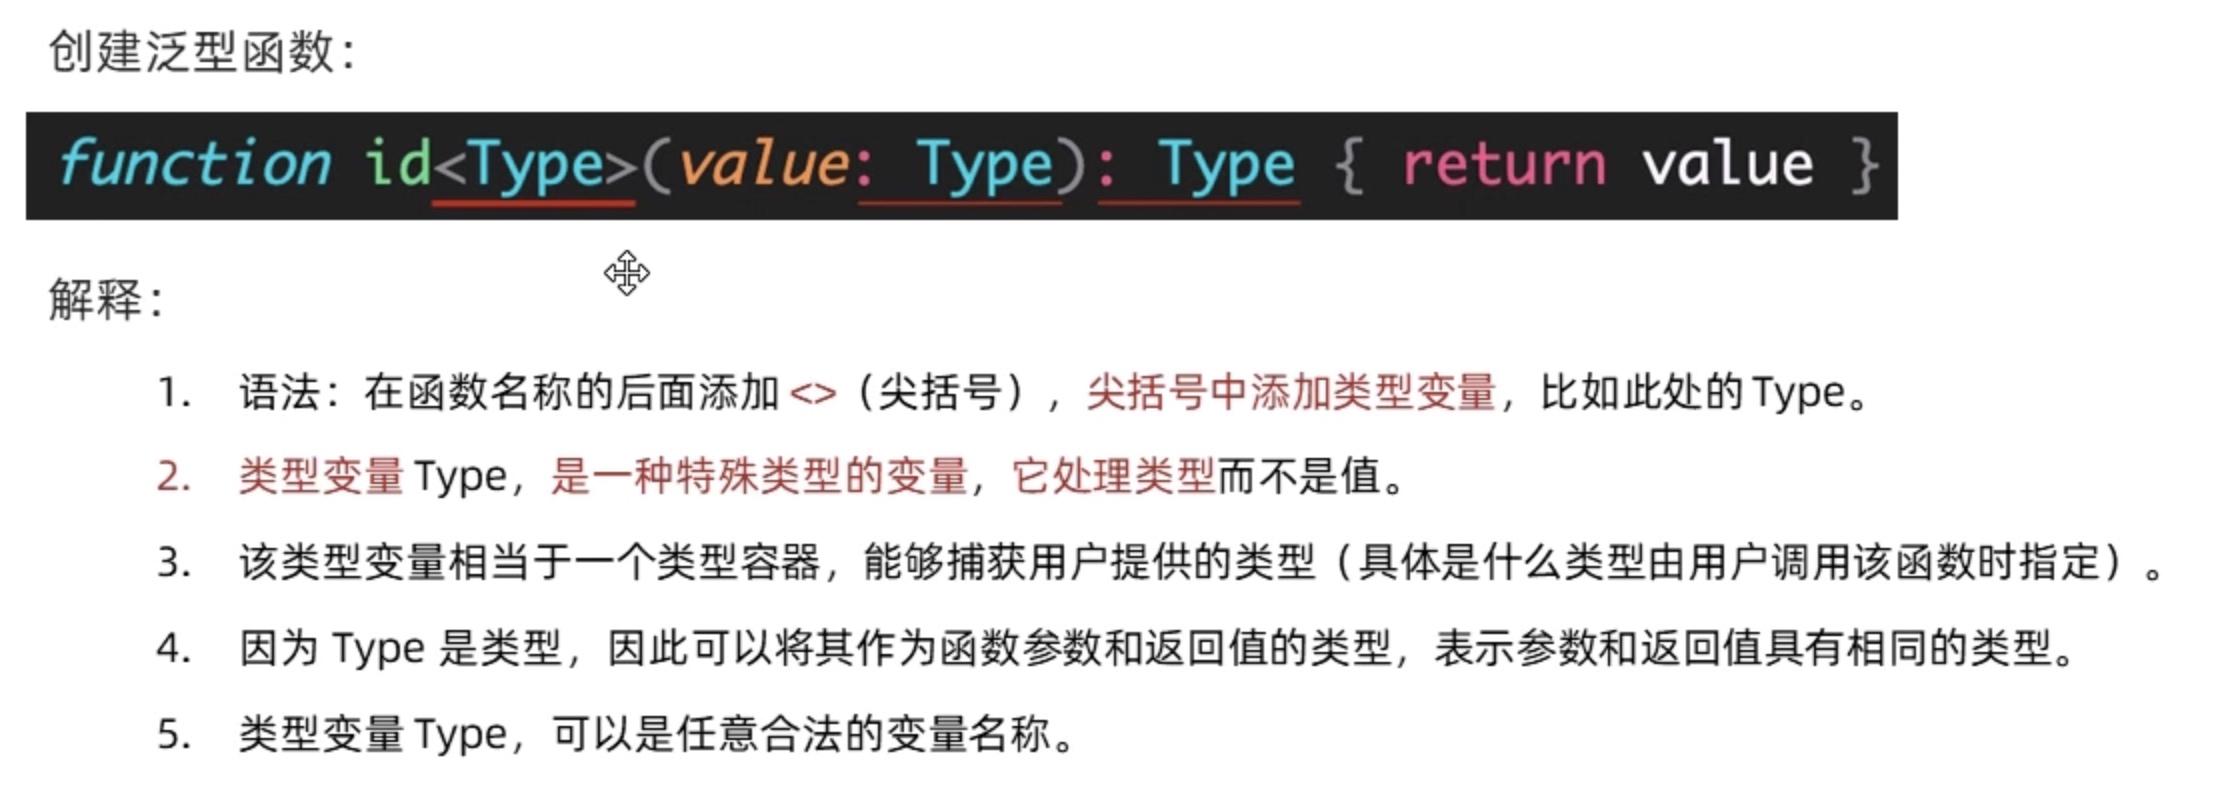 创建泛型函数：
function id<Type>(value: Type): Type { return value }
解释：
1. 语法：在函数名称的后面添加 <>（尖括号），尖括号中添加类型变量，比如此处的 Type。
2. 类型变量 Type，是一种特殊类型的变量，它处理类型而不是值。
3. 该类型变量相当于一个类型容器，能够捕获用户提供的类型（具体是什么类型由用户调用该函数时指定）。
4. 因为 Type 是类型，因此可以将其作为函数参数和返回值的类型，表示参数和返回值具有相同的类型。
5. 类型变量 Type，可以是任意合法的变量名称。